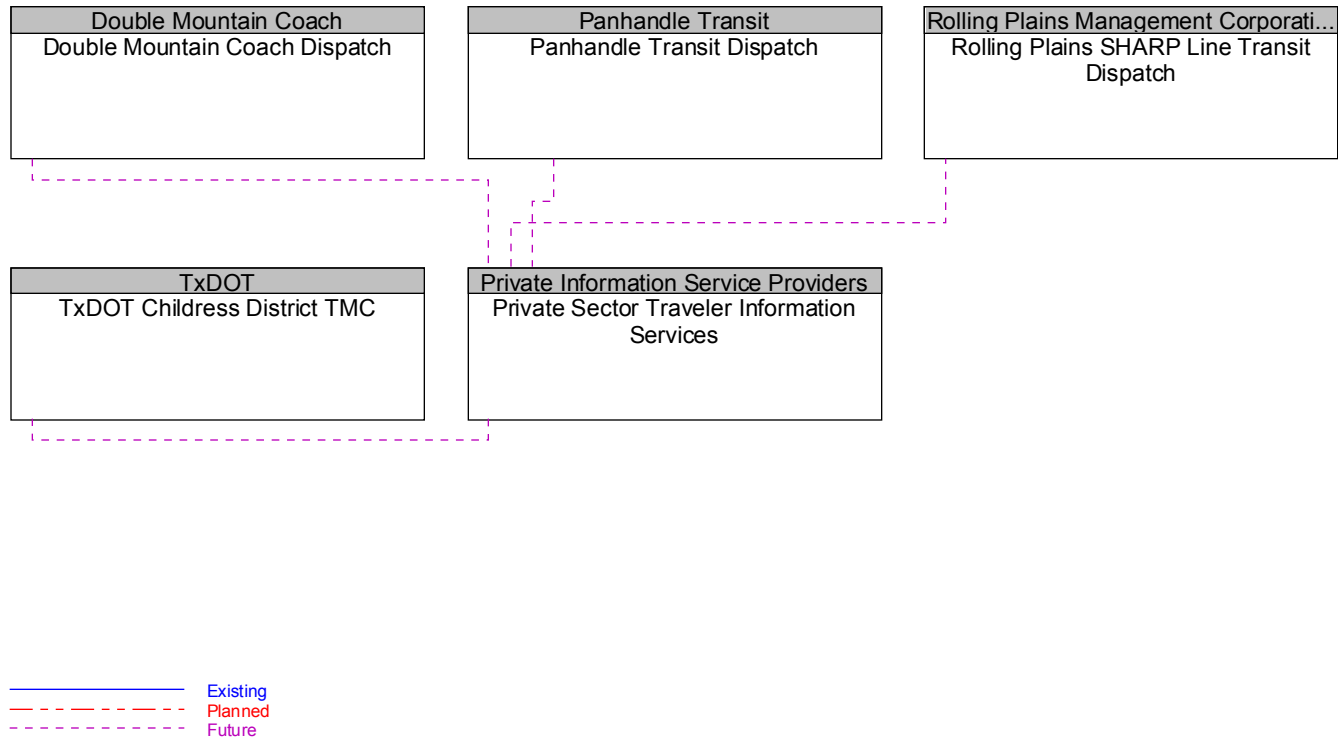 Double Mountain Coach
Double Mountain Coach Dispatch
Panhandle Transit
Panhandle Transit Dispatch
Rolling Plains Management Corporati...
Rolling Plains SHARP Line Transit
Dispatch
TxDOT
TxDOT Childress District TMC
Private Information Service Providers
Private Sector Traveler Information
Services
Existing
Planned
Future